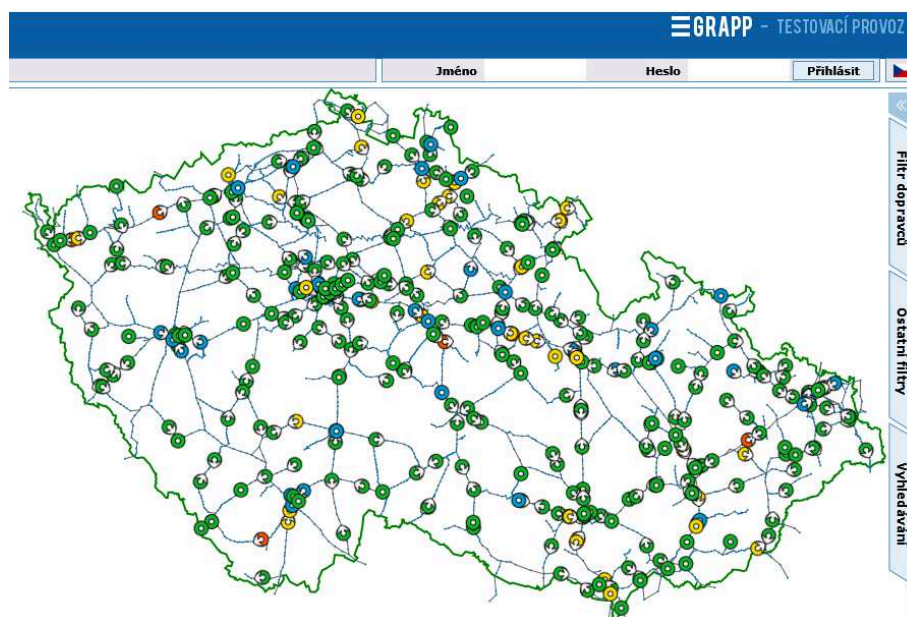 GRAPP - TESTOVACÍ PROVOZ
Jméno Heslo Přihlásit
Filtr dopravců
Ostatní filtry
Vyhledávání